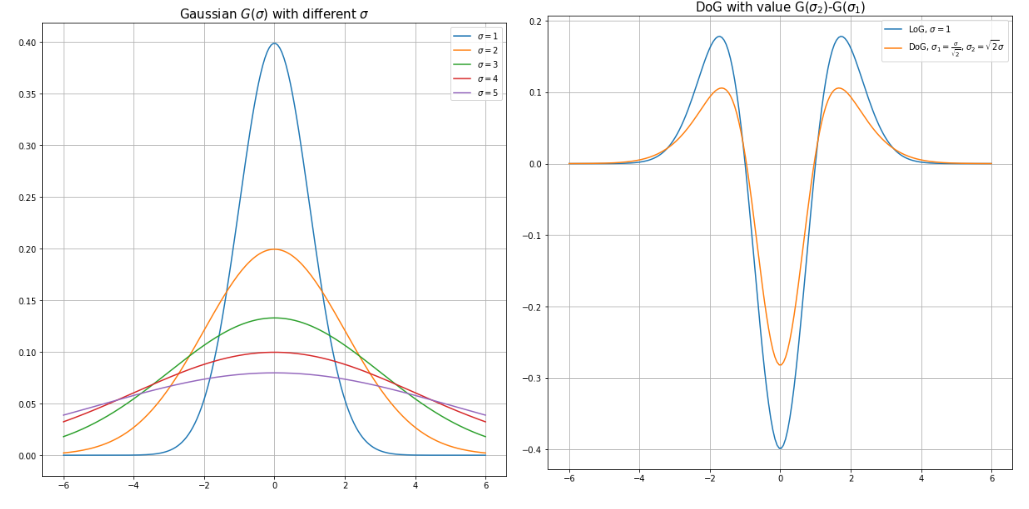 Gaussian G(σ) with different σ
σ = 1
σ = 2
σ = 3
σ = 4
σ = 5
0.40
0.35
0.30
0.25
0.20
0.15
0.10
0.05
0.00
−6 −4 −2 0 2 4 6
DoG with value G(σ₂)-G(σ₁)
LoG, σ = 1
DoG, σ₁ = σ/√2, σ₂ = √2σ
0.2
0.1
0.0
−0.1
−0.2
−0.3
−0.4
−6 −4 −2 0 2 4 6